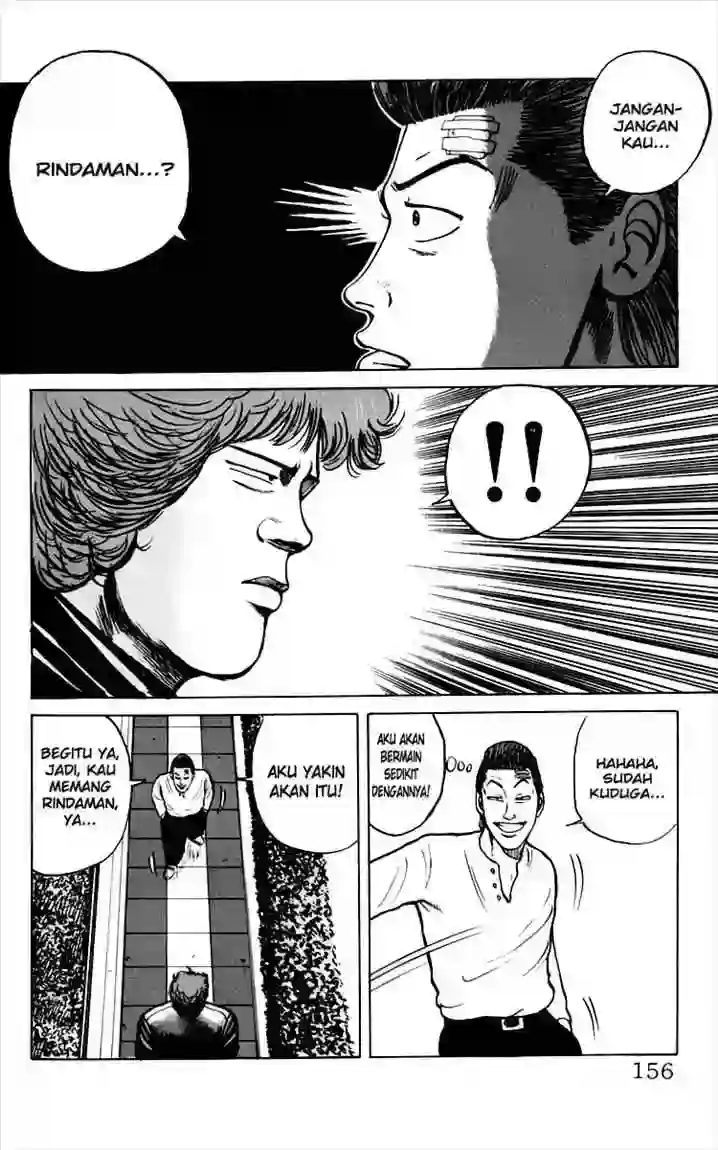 JANGAN-
JANGAN
KAU...
RINDAMAN...?
!!
HAHAHA,
SUDAH
KUDUGA...
AKU AKAN
BERMAIN
SEDIKIT
DENGANNYA!
AKU YAKIN
AKAN ITU!
BEGITU YA,
JADI, KAU
MEMANG
RINDAMAN,
YA...
156